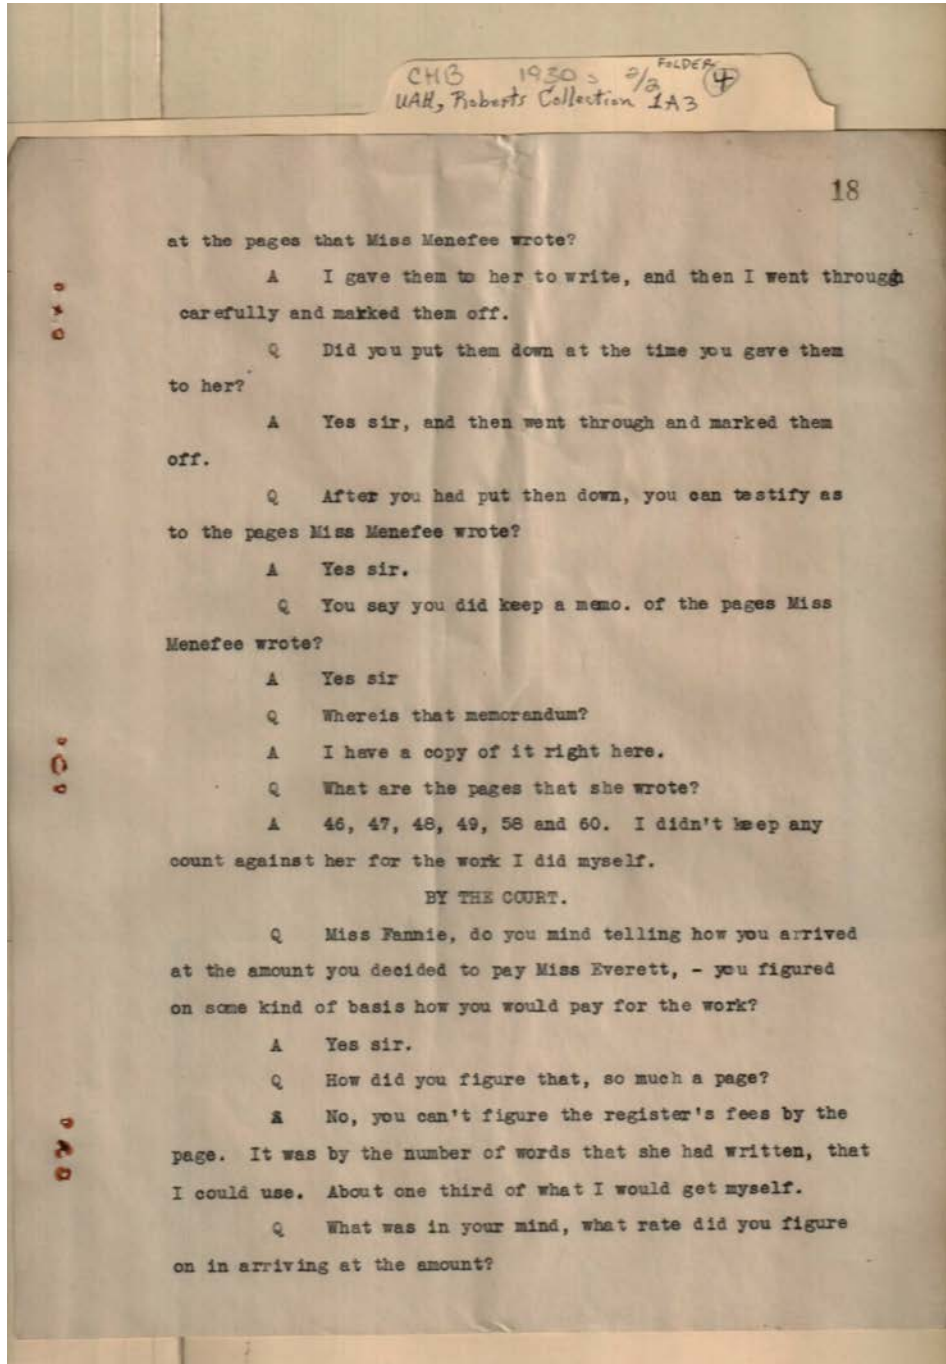 FOLDER
CHB 1930s 2/2 4
UAH, Roberts Collection 1A3
18
at the pages that Miss Menefee wrote?
A I gave them to her to write, and then I went through
carefully and marked them off.
Q Did you put them down at the time you gave them
to her?
A Yes sir, and then went through and marked them
off.
Q After you had put then down, you can testify as
to the pages Miss Menefee wrote?
A Yes sir.
Q You say you did keep a memo. of the pages Miss
Menefee wrote?
A Yes sir
Q Whereis that memorandum?
A I have a copy of it right here.
Q What are the pages that she wrote?
A 46, 47, 48, 49, 58 and 60. I didn't keep any
count against her for the work I did myself.
BY THE COURT.
Q Miss Fannie, do you mind telling how you arrived
at the amount you decided to pay Miss Everett, - you figured
on some kind of basis how you would pay for the work?
A Yes sir.
Q How did you figure that, so much a page?
A No, you can't figure the register's fees by the
page. It was by the number of words that she had written, that
I could use. About one third of what I would get myself.
Q What was in your mind, what rate did you figure
on in arriving at the amount?